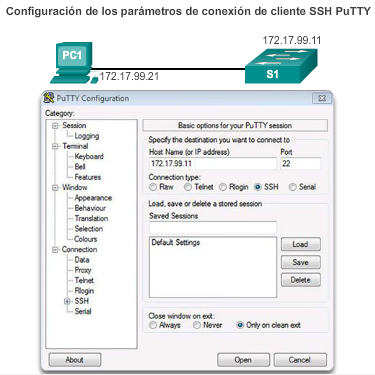 Configuración de los parámetros de conexión de cliente SSH PuTTY
172.17.99.11
PC1
172.17.99.21
S1
PuTTY Configuration
Category:
Session
Logging
Terminal
Keyboard
Bell
Features
Window
Appearance
Behaviour
Translation
Selection
Colours
Connection
Data
Proxy
Telnet
Rlogin
SSH
Serial
Basic options for your PuTTY session
Specify the destination you want to connect to
Host Name (or IP address) Port
172.17.99.11 22
Connection type:
Raw Telnet Rlogin SSH Serial
Load, save or delete a stored session
Saved Sessions
Default Settings
Load
Save
Delete
Close window on exit:
Always Never Only on clean exit
About Open Cancel